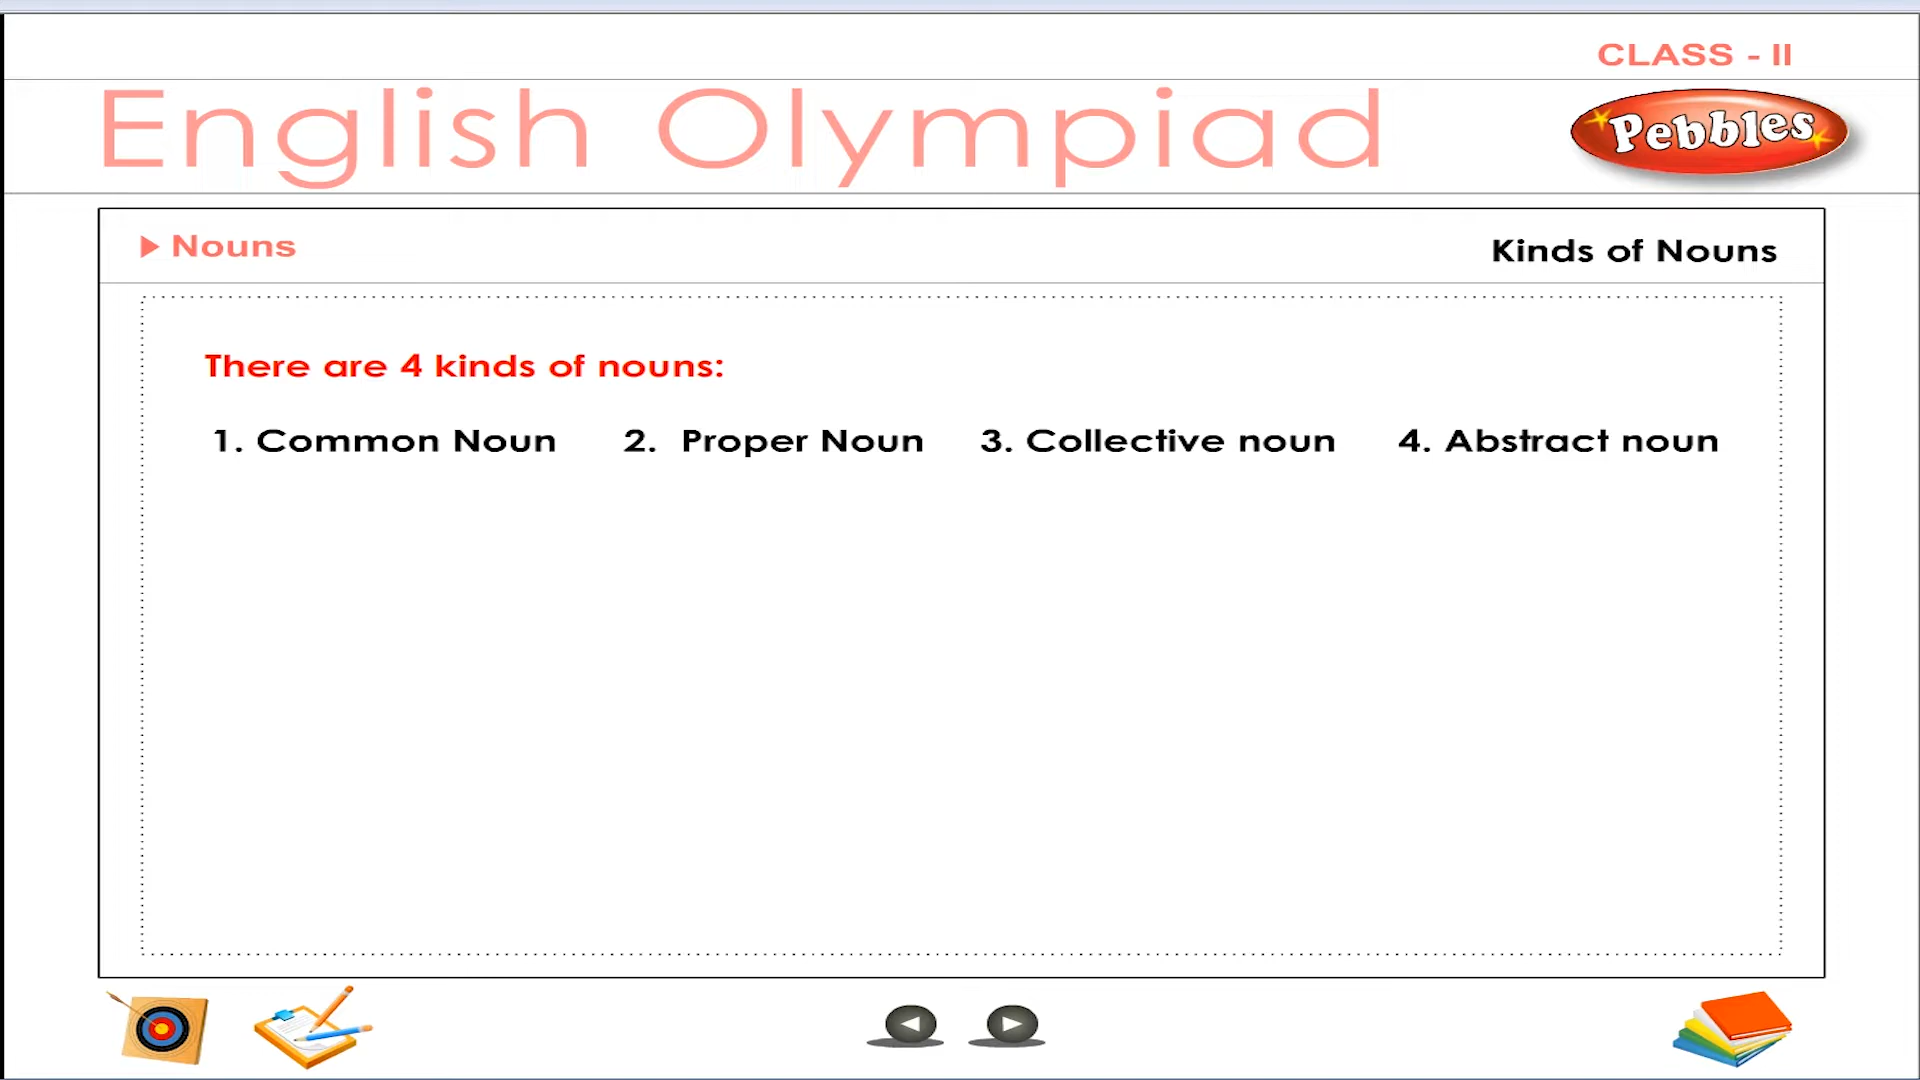 CLASS - II
English Olympiad
Pebbles
Nouns
Kinds of Nouns
There are 4 kinds of nouns:
1. Common Noun 2. Proper Noun 3. Collective noun 4. Abstract noun